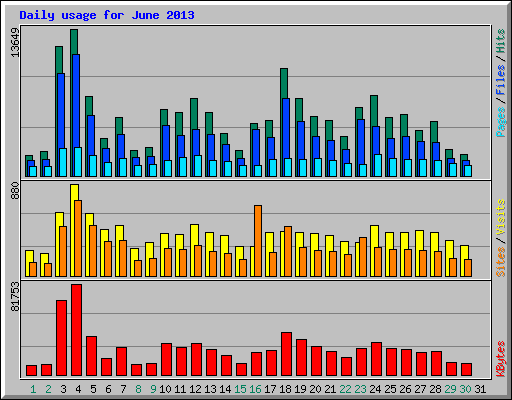 Daily usage for June 2013
13649
Pages / Files / Hits
880
Sites / Visits
81753
KBytes
1 2 3 4 5 6 7 8 9 10 11 12 13 14 15 16 17 18 19 20 21 22 23 24 25 26 27 28 29 30 31